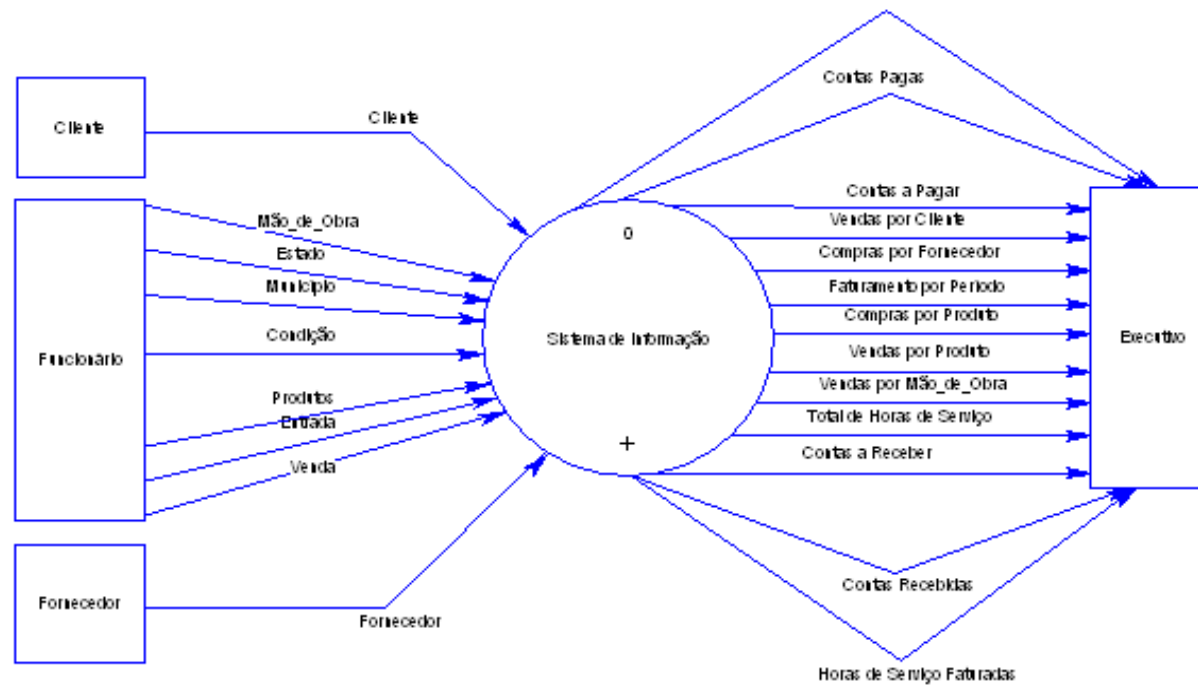 Cliente
Cliente
Funcionário
Mão_de_Obra
Estado
Município
Condição
Produtos
Entrada
Venda
Fornecedor
Fornecedor
0
Sistema de Informação
+
Contas Pagas
Contas a Pagar
Vendas por Cliente
Compras por Fornecedor
Faturamento por Período
Compras por Produto
Vendas por Produto
Vendas por Mão_de_Obra
Total de Horas de Serviço
Contas a Receber
Contas Recebidas
Horas de Serviço Faturadas
Executivo